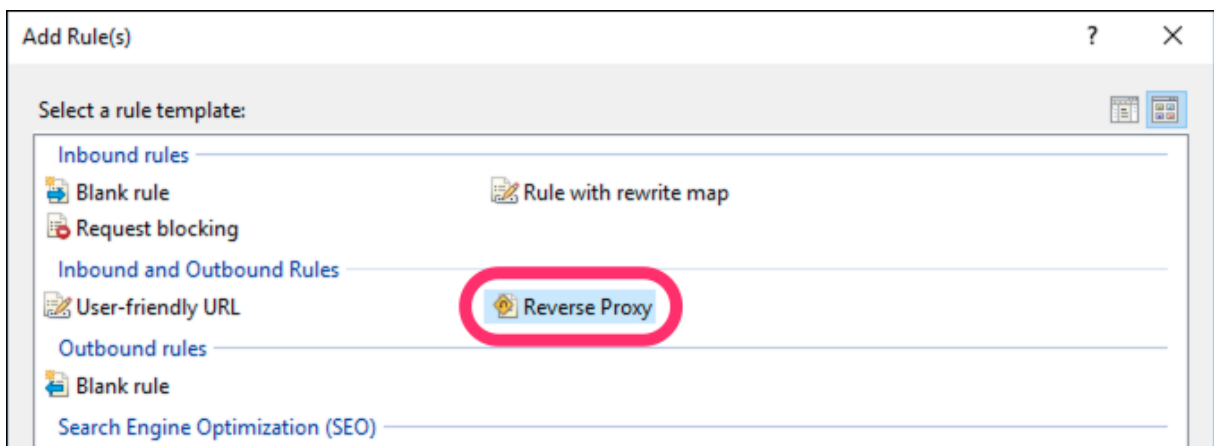 Add Rule(s) ?
Select a rule template:
Inbound rules
Blank rule Rule with rewrite map
Request blocking
Inbound and Outbound Rules
User-friendly URL Reverse Proxy
Outbound rules
Blank rule
Search Engine Optimization (SEO)